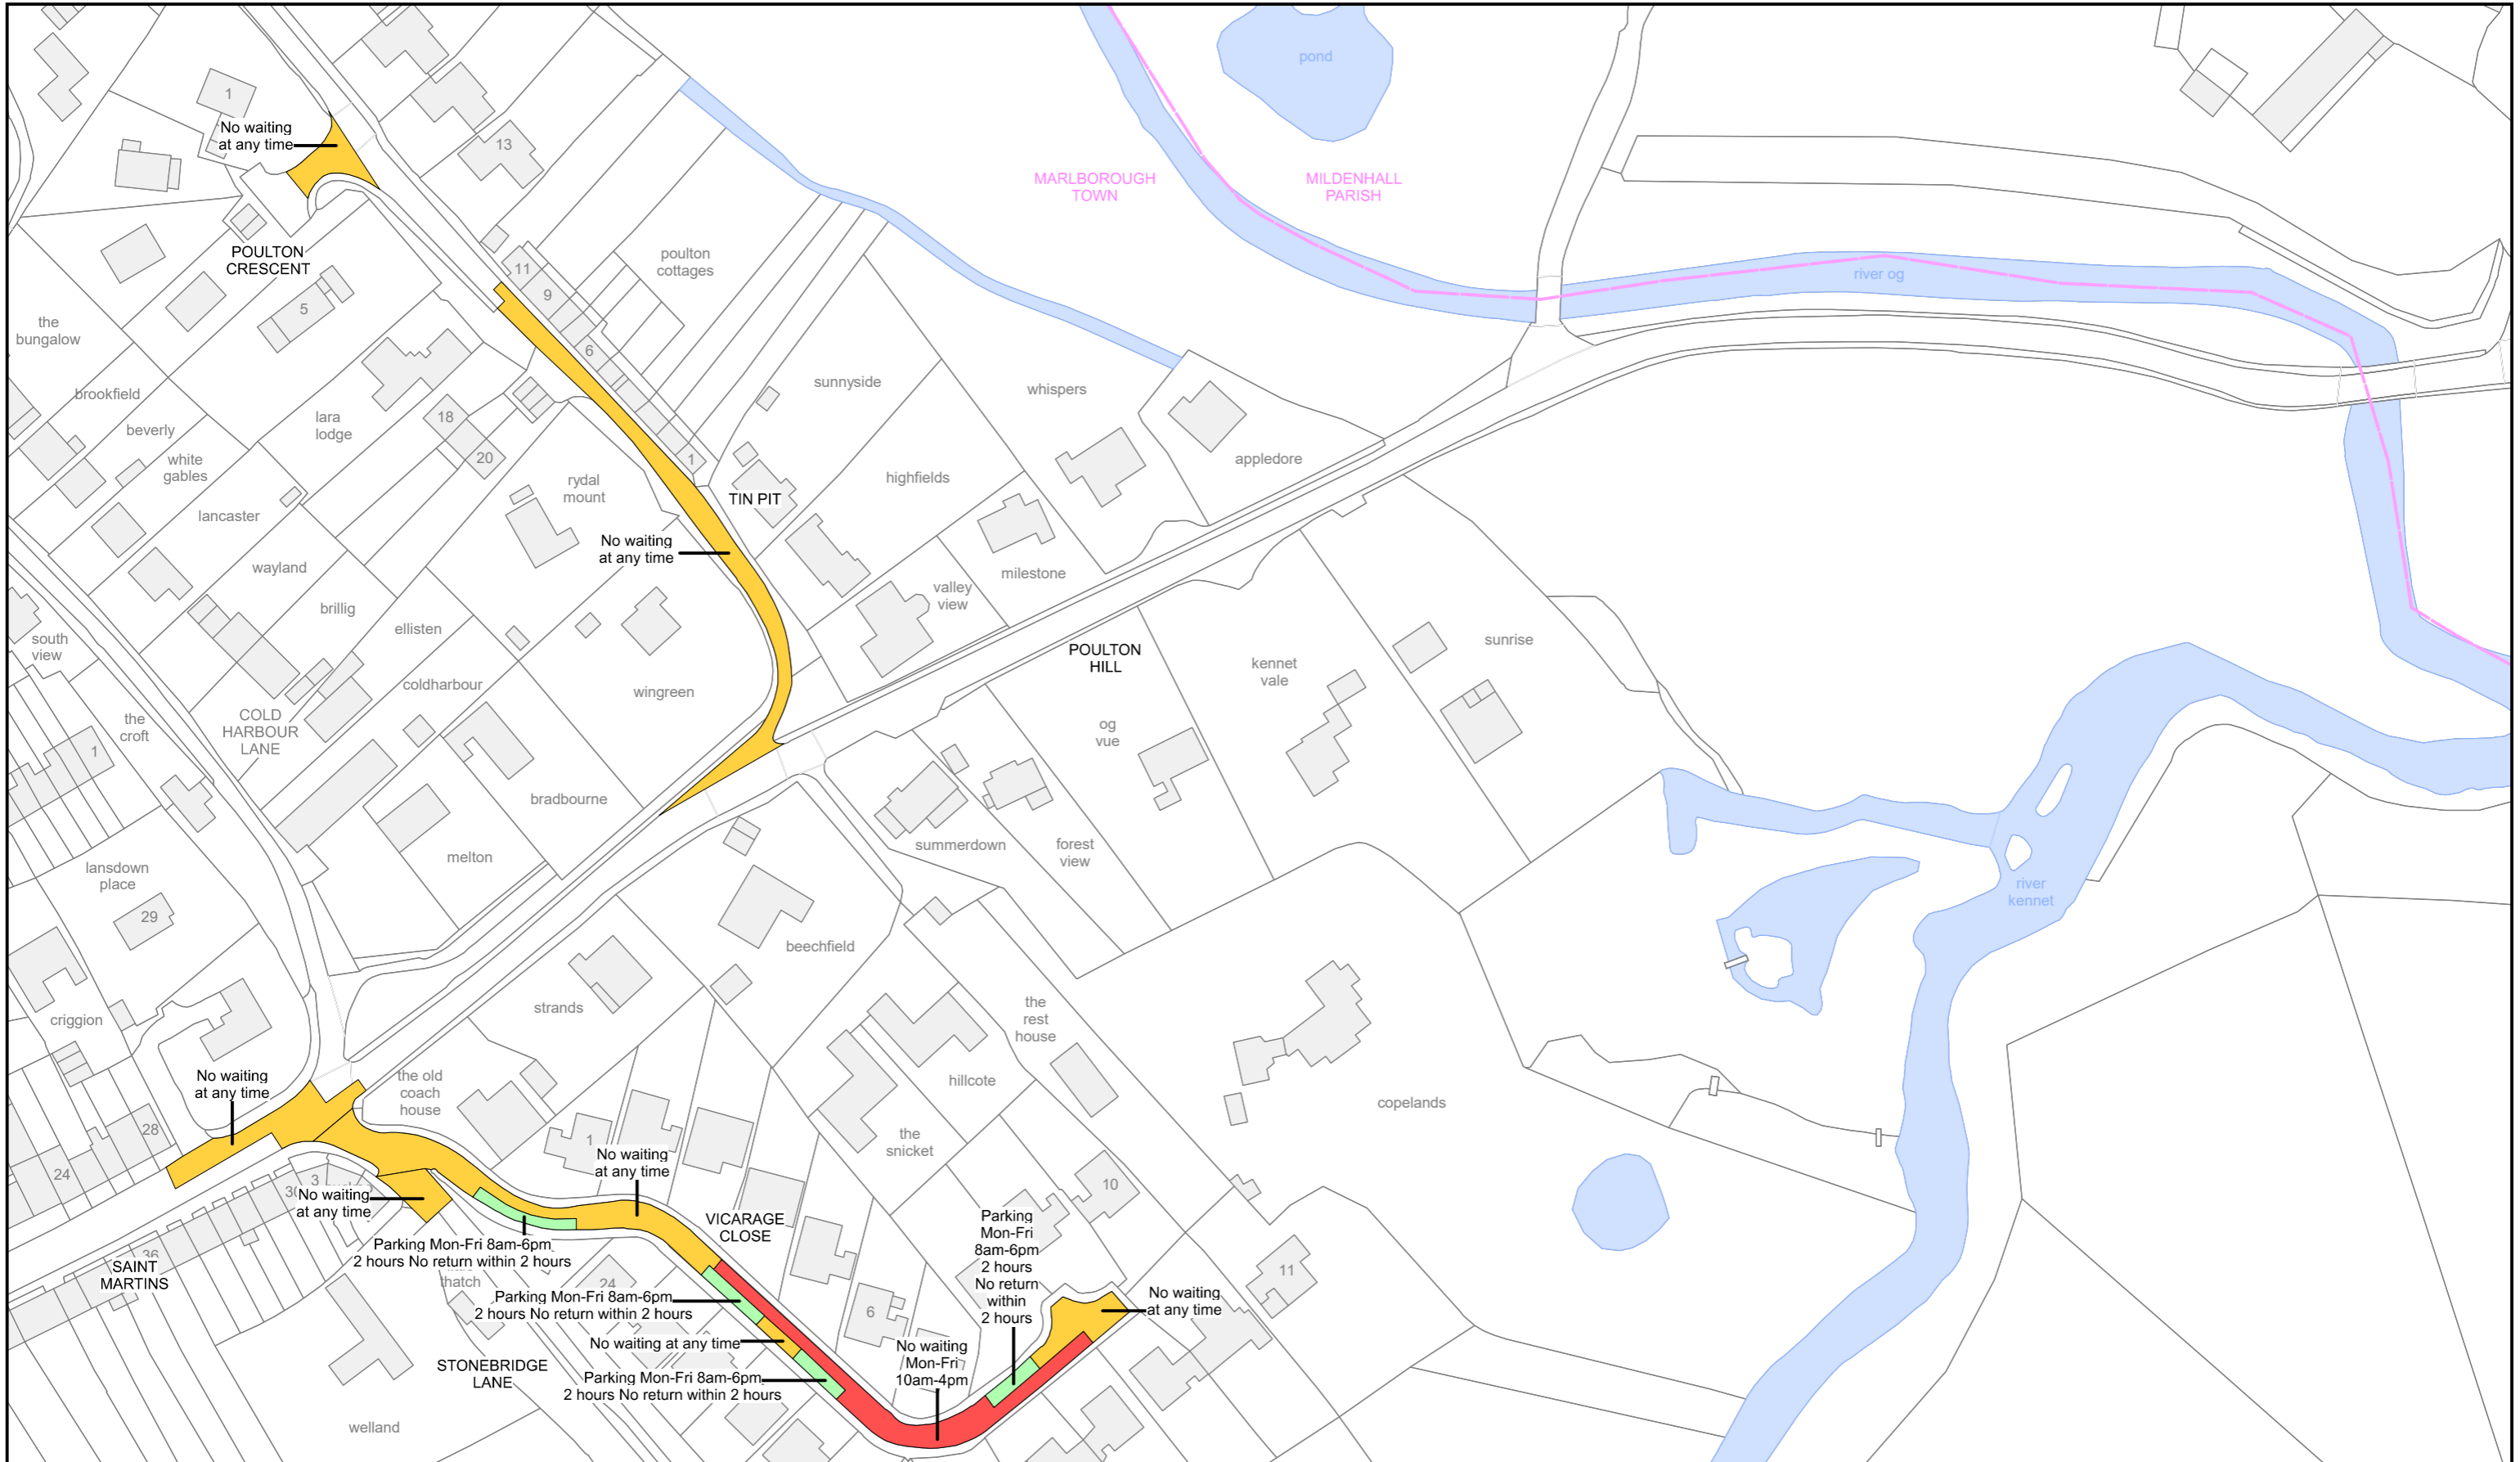 pond
1
No waiting
at any time
13
MARLBOROUGH
TOWN
MILDENHALL
PARISH
POULTON
CRESCENT
poulton
cottages
11
9
river og
5
the
bungalow
6
sunnyside
whispers
brookfield
lara
lodge
18
beverly
white
gables
20
1
appledore
rydal
mount
highfields
TIN PIT
lancaster
No waiting
at any time
wayland
milestone
valley
view
brillig
ellisten
south
view
sunrise
POULTON
HILL
kennet
vale
coldharbour
wingreen
the
croft
COLD
HARBOUR
LANE
og
vue
1
bradbourne
melton
summerdown
forest
view
lansdown
place
29
river
kennet
beechfield
strands
the
rest
house
criggion
No waiting
at any time
the old
coach
house
hillcote
copelands
28
1
the
snicket
24
No waiting
at any time
3
30
No waiting
at any time
10
VICARAGE
CLOSE
Parking
Mon-Fri
8am-6pm
2 hours
No return
within
2 hours
Parking Mon-Fri 8am-6pm
2 hours No return within 2 hours
36
SAINT
MARTINS
thatch
24
11
Parking Mon-Fri 8am-6pm
2 hours No return within 2 hours
6
No waiting
at any time
No waiting at any time
No waiting
Mon-Fri
10am-4pm
STONEBRIDGE
LANE
Parking Mon-Fri 8am-6pm
2 hours No return within 2 hours
welland